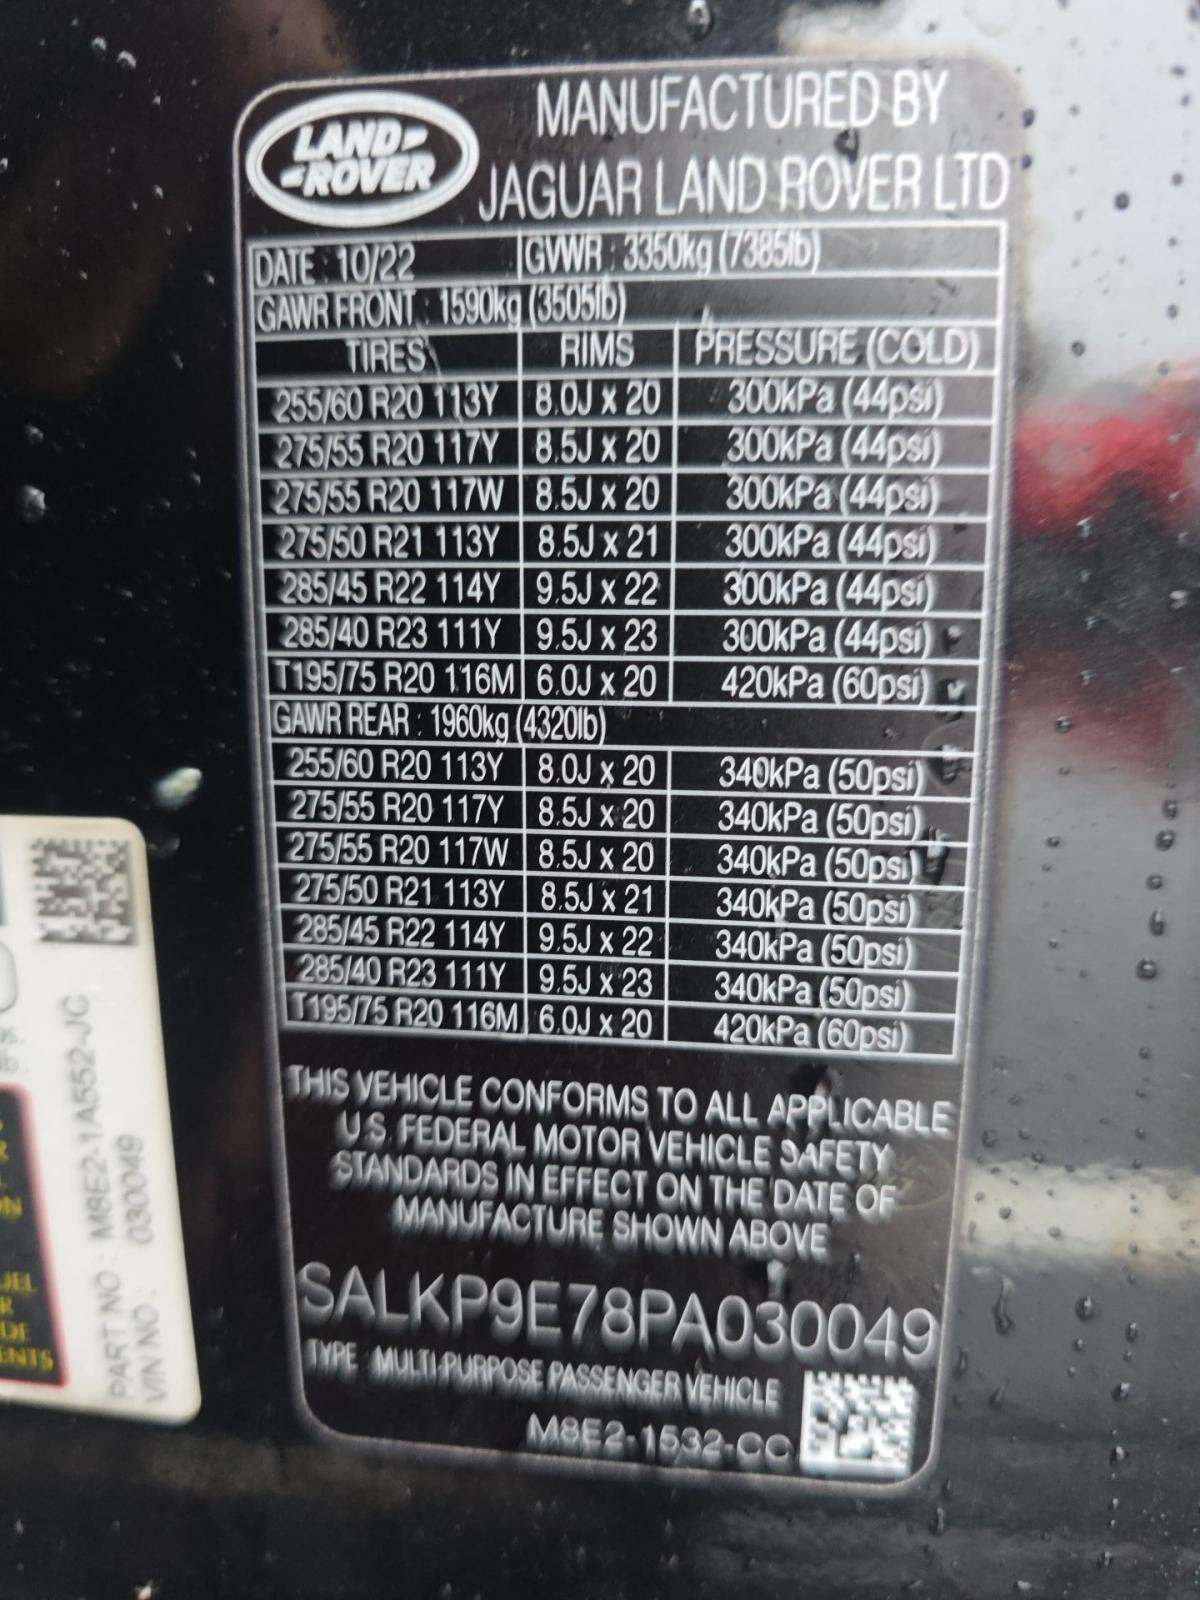 LAND
ROVER
MANUFACTURED BY
JAGUAR LAND ROVER LTD
DATE : 10/22 GVWR : 3350kg (7385lb)
GAWR FRONT : 1590kg (3505lb)
TIRES RIMS PRESSURE (COLD)
255/60 R20 113Y 8.0J x 20 300kPa (44psi)
275/55 R20 117Y 8.5J x 20 300kPa (44psi)
275/55 R20 117W 8.5J x 20 300kPa (44psi)
275/50 R21 113Y 8.5J x 21 300kPa (44psi)
285/45 R22 114Y 9.5J x 22 300kPa (44psi)
285/40 R23 111Y 9.5J x 23 300kPa (44psi)
T195/75 R20 116M 6.0J x 20 420kPa (60psi)
GAWR REAR : 1960kg (4320lb)
255/60 R20 113Y 8.0J x 20 340kPa (50psi)
275/55 R20 117Y 8.5J x 20 340kPa (50psi)
275/55 R20 117W 8.5J x 20 340kPa (50psi)
275/50 R21 113Y 8.5J x 21 340kPa (50psi)
285/45 R22 114Y 9.5J x 22 340kPa (50psi)
285/40 R23 111Y 9.5J x 23 340kPa (50psi)
T195/75 R20 116M 6.0J x 20 420kPa (60psi)
THIS VEHICLE CONFORMS TO ALL APPLICABLE
U.S. FEDERAL MOTOR VEHICLE SAFETY
STANDARDS IN EFFECT ON THE DATE OF
MANUFACTURE SHOWN ABOVE
SALKP9E78PA030049
TYPE : MULTI-PURPOSE PASSENGER VEHICLE
M8E2-1532-CC
PART NO : M8E2-1A552-JC
VIN NO : 030049